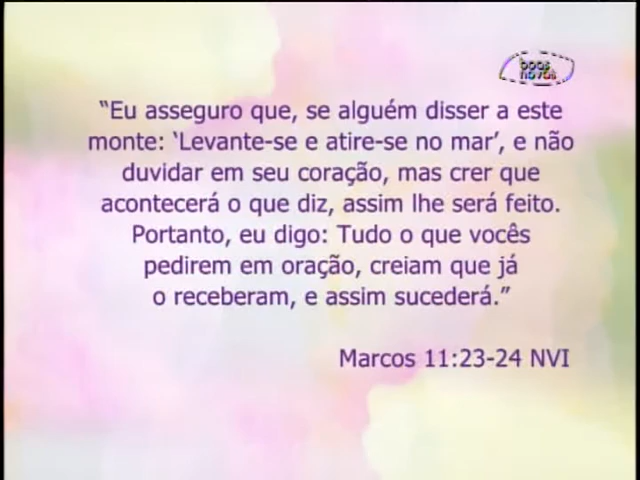 boas
novas
“Eu asseguro que, se alguém disser a este
monte: ‘Levante-se e atire-se no mar’, e não
duvidar em seu coração, mas crer que
acontecerá o que diz, assim lhe será feito.
Portanto, eu digo: Tudo o que vocês
pedirem em oração, creiam que já
o receberam, e assim sucederá.”
Marcos 11:23-24 NVI